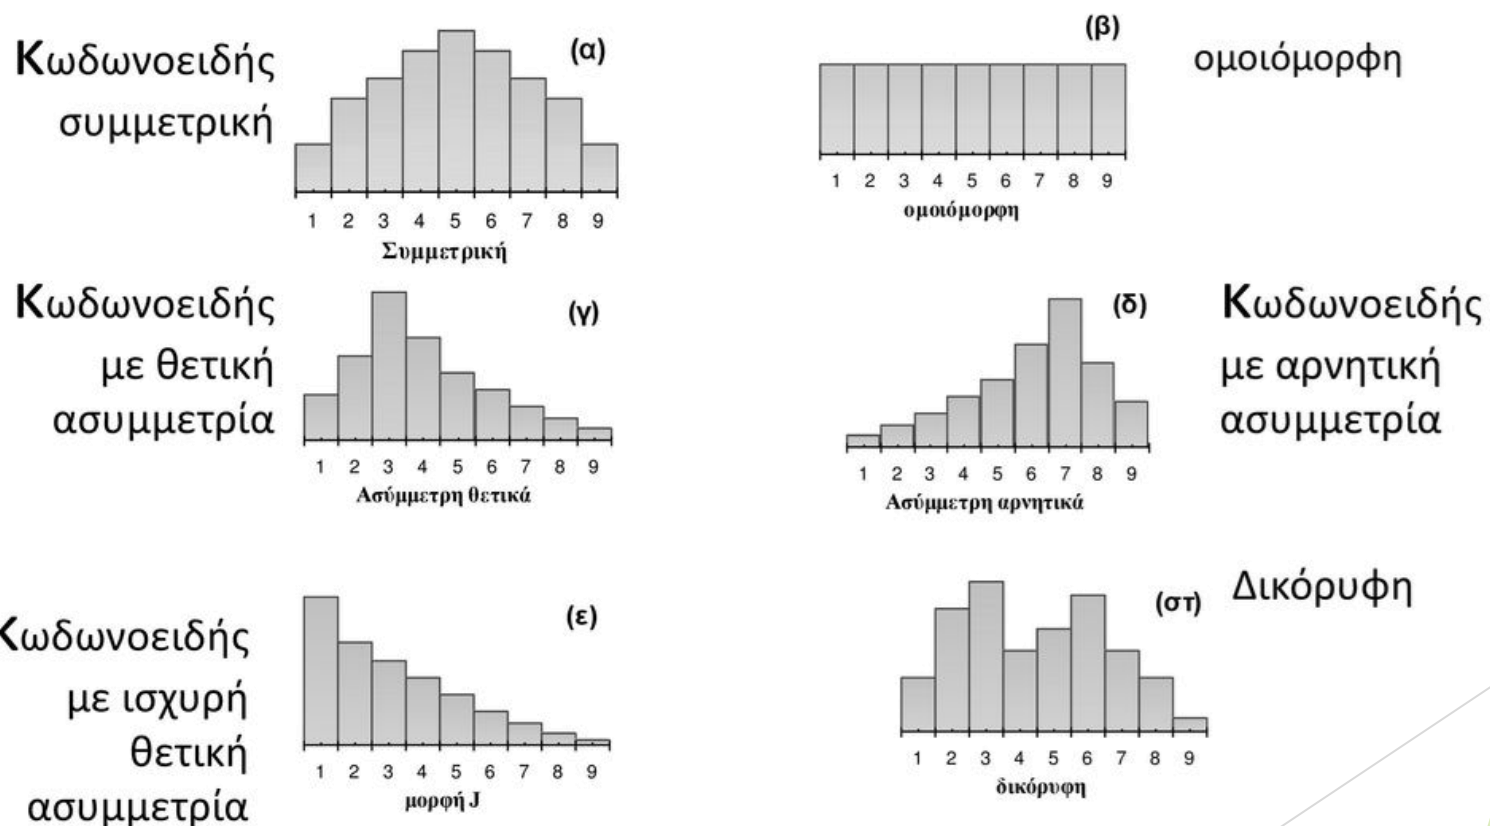 Κωδωνοειδής
συμμετρική
(α)
1 2 3 4 5 6 7 8 9
Συμμετρική
(β)
ομοιόμορφη
1 2 3 4 5 6 7 8 9
ομοιόμορφη
Κωδωνοειδής
με θετική
ασυμμετρία
(γ)
1 2 3 4 5 6 7 8 9
Ασύμμετρη θετικά
(δ)
Κωδωνοειδής
με αρνητική
ασυμμετρία
1 2 3 4 5 6 7 8 9
Ασύμμετρη αρνητικά
Κωδωνοειδής
με ισχυρή
θετική
ασυμμετρία
(ε)
1 2 3 4 5 6 7 8 9
μορφή J
(στ)
Δικόρυφη
1 2 3 4 5 6 7 8 9
δικόρυφη